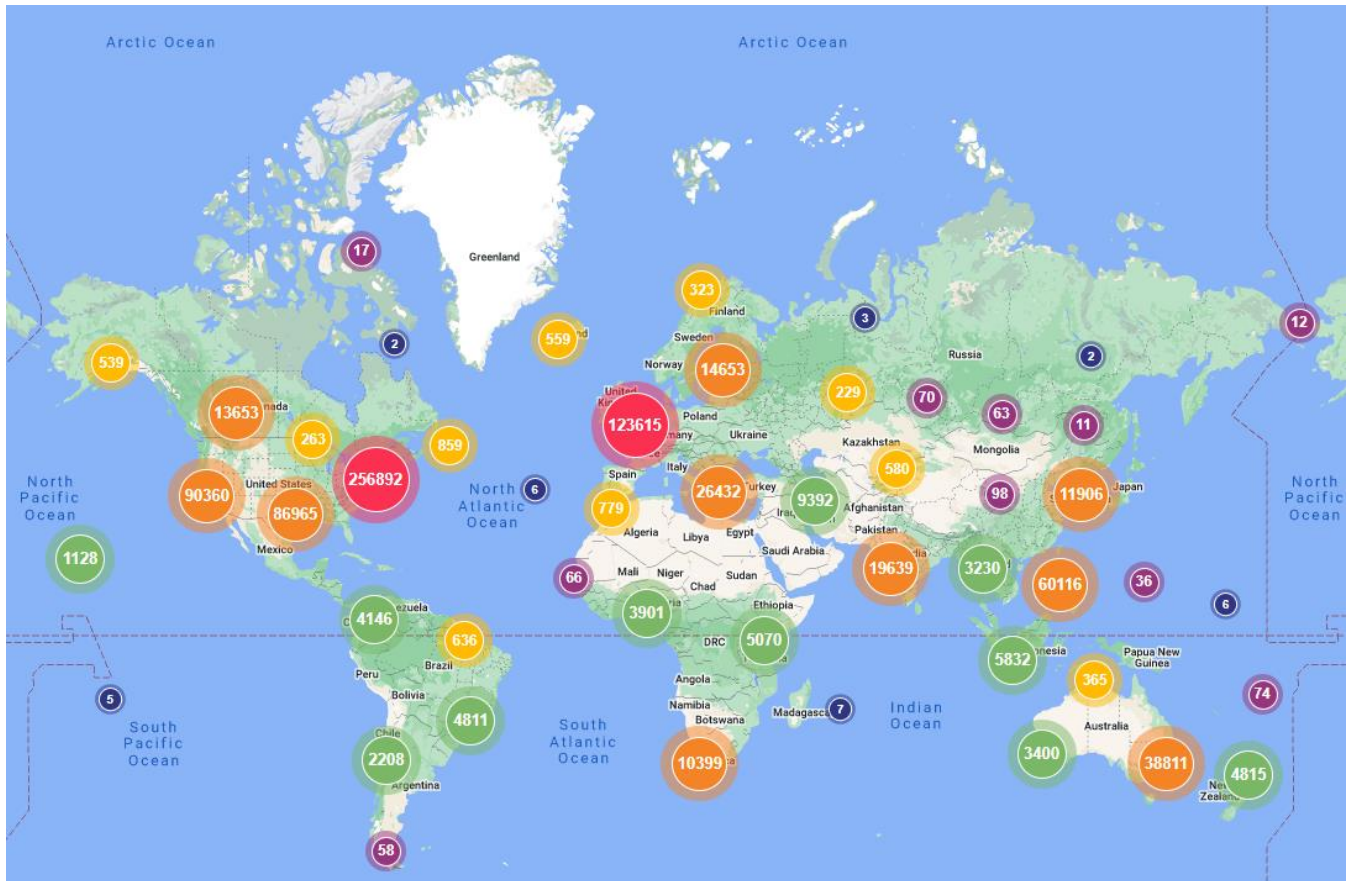 Arctic Ocean
Arctic Ocean
Greenland
17
323
Finland
3
12
559
2
Sweden
2
539
Norway
Russia
14653
United
70
229
13653
63
123615
Poland
11
263
859
Ukraine
Kazakhstan
Mongolia
Italy
580
Spain
256892
United States
90360
North
Pacific
Ocean
6
North
Atlantic
Ocean
26432
9392
98
11906
Japan
North
Pacific
Ocean
86965
779
Afghanistan
Algeria
Libya
Egypt
Pakistan
Mexico
1128
Saudi Arabia
66
Mali
Niger
Chad
Sudan
19639
3230
60116
36
4146
3901
Ethiopia
6
636
DRC
5070
Brazil
5832
Papua New
Guinea
Peru
Angola
365
Bolivia
5
74
Namibia
7
Indian
Ocean
4811
Botswana
Australia
South
Pacific
Ocean
Chile
South
Atlantic
Ocean
2208
10399
3400
38811
4815
Argentina
Zealand
58